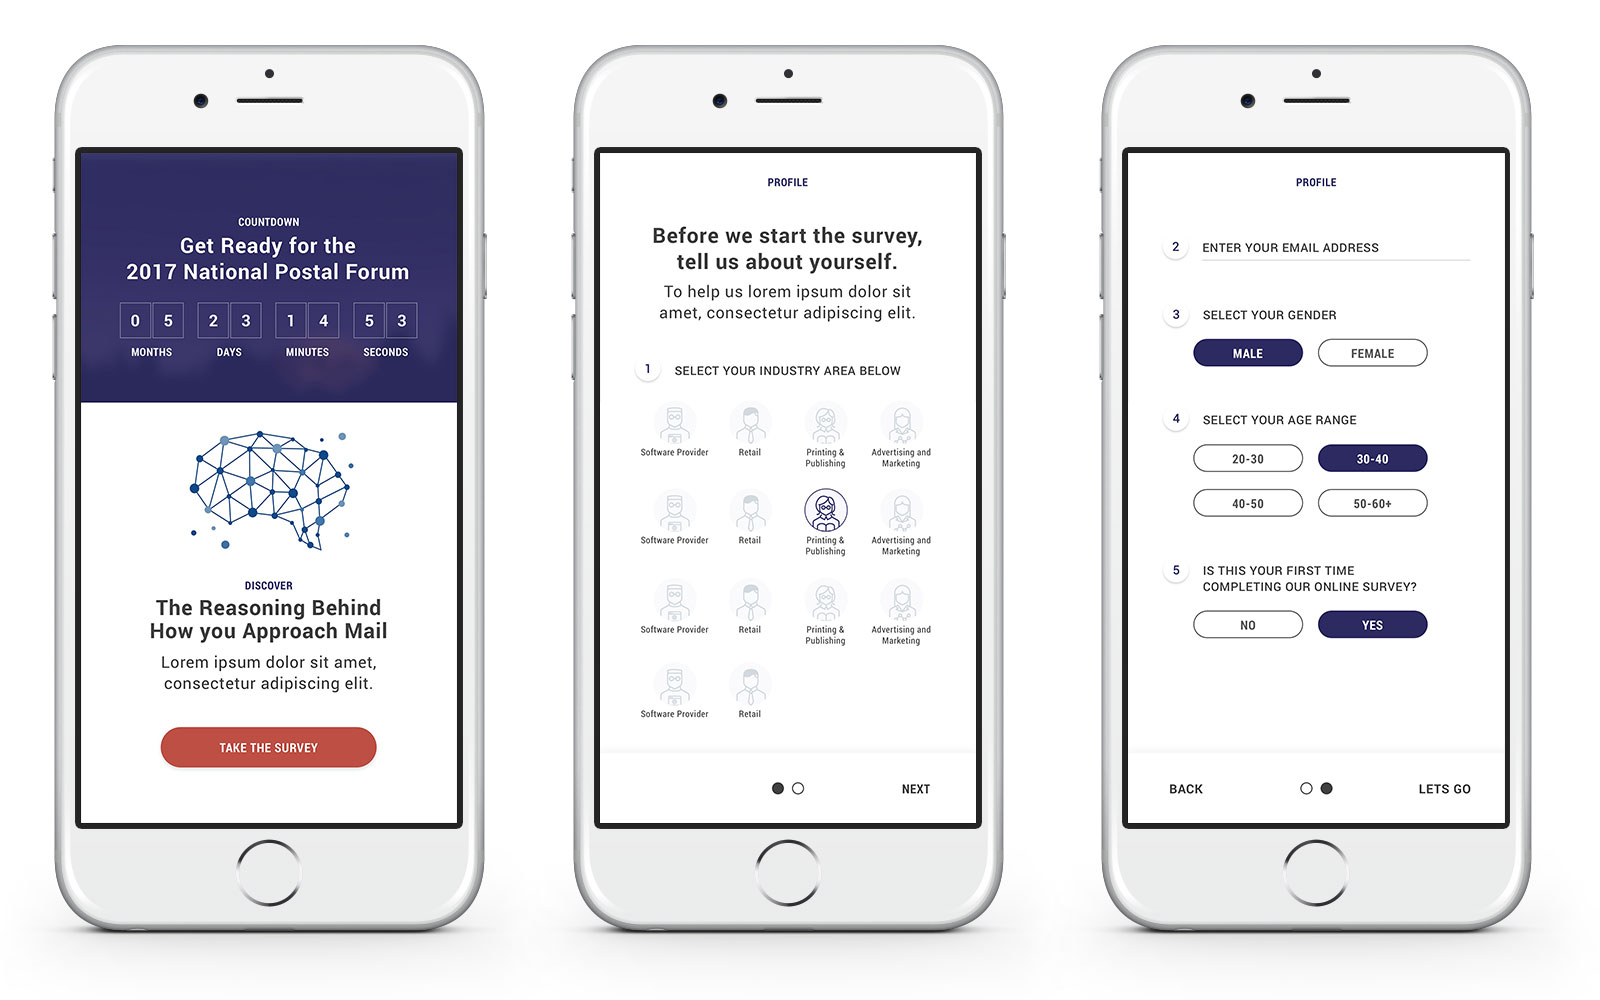 COUNTDOWN
Get Ready for the
2017 National Postal Forum
0 5 2 3 1 4 5 3
MONTHS DAYS MINUTES SECONDS
DISCOVER
The Reasoning Behind
How you Approach Mail
Lorem ipsum dolor sit amet,
consectetur adipiscing elit.
TAKE THE SURVEY
PROFILE
Before we start the survey,
tell us about yourself.
To help us lorem ipsum dolor sit
amet, consectetur adipiscing elit.
1 SELECT YOUR INDUSTRY AREA BELOW
Software Provider Retail Printing & Advertising and
Publishing Marketing
Software Provider Retail Printing & Advertising and
Publishing Marketing
Software Provider Retail Printing & Advertising and
Publishing Marketing
Software Provider Retail
NEXT
PROFILE
2 ENTER YOUR EMAIL ADDRESS
3 SELECT YOUR GENDER
MALE FEMALE
4 SELECT YOUR AGE RANGE
20-30 30-40
40-50 50-60+
5 IS THIS YOUR FIRST TIME
COMPLETING OUR ONLINE SURVEY?
NO YES
BACK LETS GO